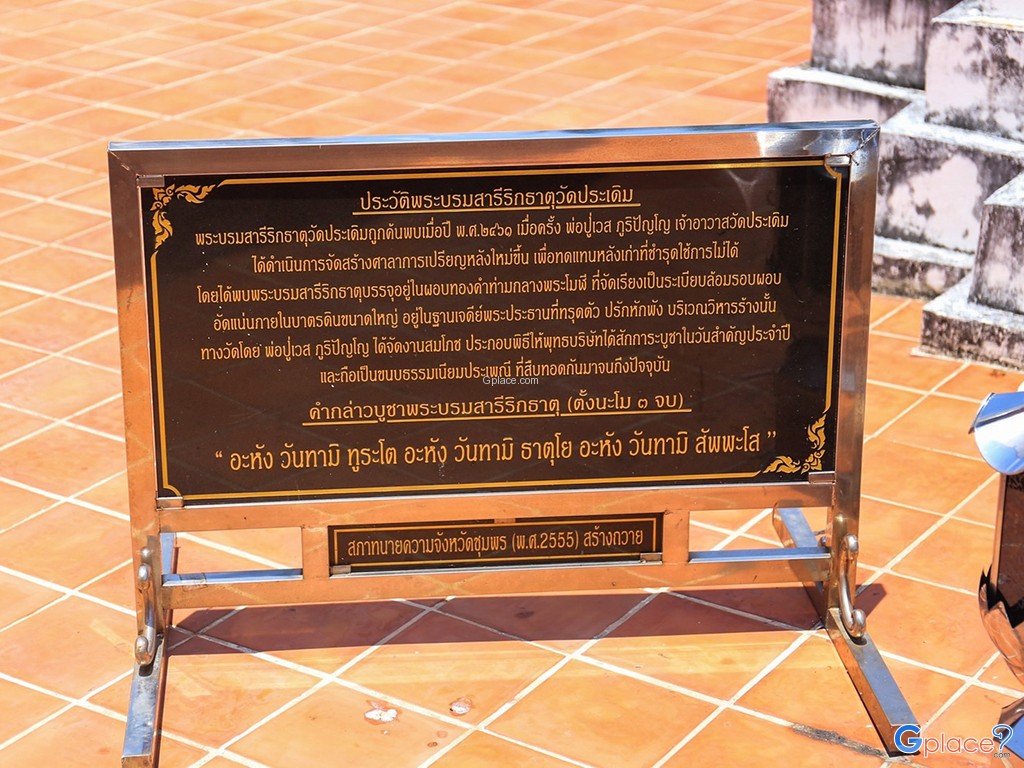 ประวัติพระบรมสารีริกธาตุวัดประเดิม
พระบรมสารีริกธาตุวัดประเดิมถูกค้นพบเมื่อปี พ.ศ.๒๔๖๑ เมื่อครั้ง พ่อปู่เวส ภูริปัญโญ เจ้าอาวาสวัดประเดิม
ได้ดำเนินการจัดสร้างศาลาการเปรียญหลังใหม่ขึ้น เพื่อทดแทนหลังเก่าที่ชำรุดใช้การไม่ได้
โดยได้พบพระบรมสารีริกธาตุบรรจุอยู่ในผอบทองคำท่ามกลางพระโมฬี ที่จัดเรียงเป็นระเบียบล้อมรอบผอบ
อัดแน่นภายในบาตรดินขนาดใหญ่ อยู่ในฐานเจดีย์พระประธานที่ทรุดตัว ปรักหักพัง บริเวณวิหารร้างนั้น
ทางวัดโดย พ่อปู่เวส ภูริปัญโญ ได้จัดงานสมโภช ประกอบพิธีให้พุทธบริษัทได้สักการะบูชาในวันสำคัญประจำปี
และถือเป็นขนบธรรมเนียมประเพณี ที่สืบทอดกันมาจนถึงปัจจุบัน
Gplace.com
คำกล่าวบูชาพระบรมสารีริกธาตุ (ตั้งนะโม ๓ จบ)
“ อะหัง วันทามิ ทูระโต อะหัง วันทามิ ธาตุโย อะหัง วันทามิ สัพพะโส ”
สภาทนายความจังหวัดชุมพร (พ.ศ.2555) สร้างถวาย
Gplace?.com